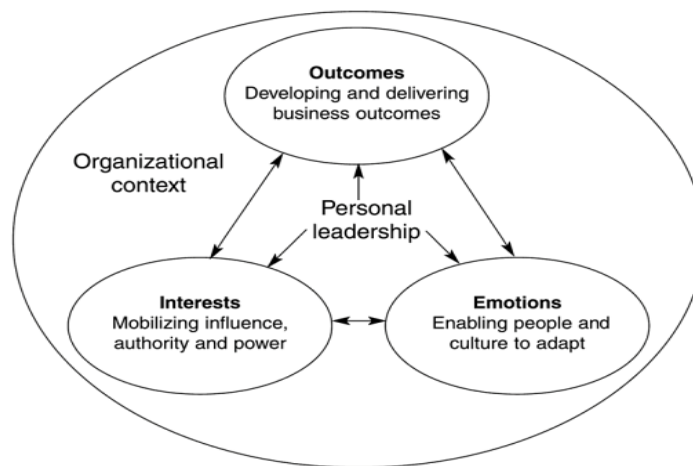 Outcomes
Developing and delivering
business outcomes
Organizational
context
Personal
leadership
Interests
Mobilizing influence,
authority and power
Emotions
Enabling people and
culture to adapt